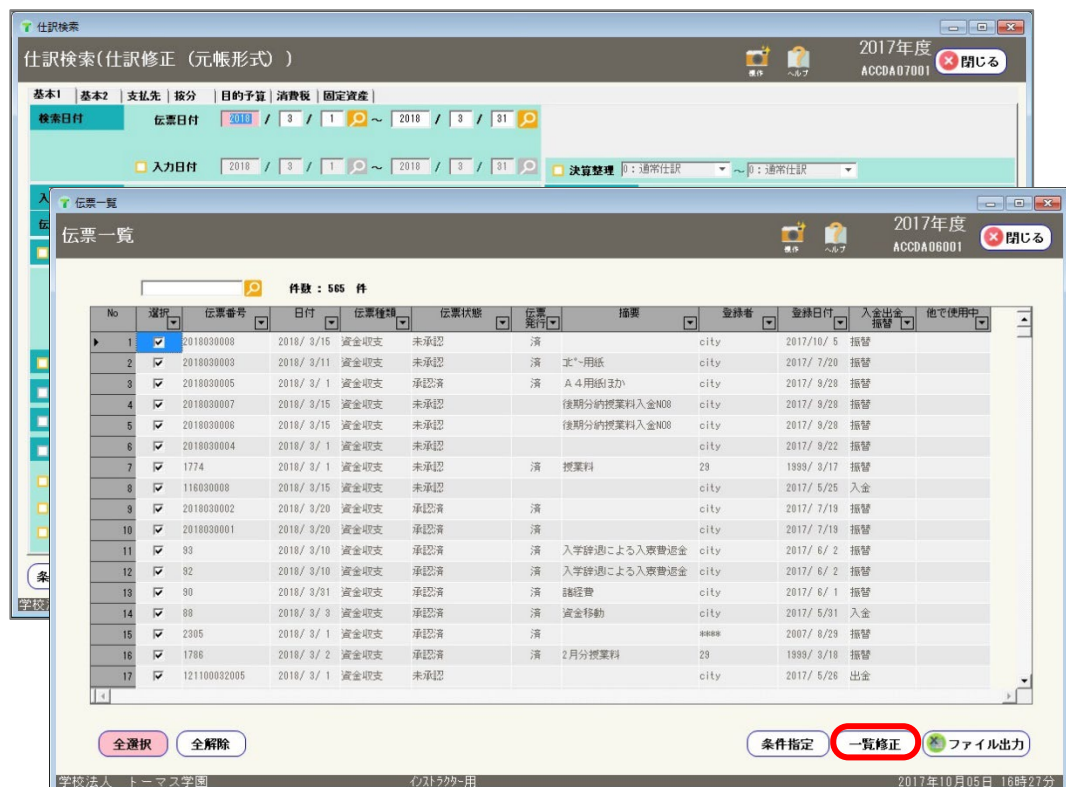 仕訳検索
仕訳検索(仕訳修正（元帳形式）)
操作
ヘルプ
2017年度
ACCDA07001
閉じる
基本1 基本2 支払先 按分 目的予算 消費税 固定資産
検索日付 伝票日付 2018 / 3 / 1 ～ 2018 / 3 / 31
入力日付 2018 / 3 / 1 ～ 2018 / 3 / 31 決算整理 0：通常仕訳 ～ 0：通常仕訳
伝票一覧
伝票一覧
操作
ヘルプ
2017年度
ACCDA06001
閉じる
件数 : 565 件
No 選択 伝票番号 日付 伝票種類 伝票状態 伝票発行 摘要 登録者 登録日付 入金出金振替 他で使用中
1 2018030008 2018/ 3/15 資金収支 未承認 済 city 2017/10/ 5 振替
2 2018030003 2018/ 3/11 資金収支 未承認 済 ｺﾋﾟｰ用紙 city 2017/ 7/20 振替
3 2018030005 2018/ 3/ 1 資金収支 承認済 済 Ａ４用紙ほか city 2017/ 9/28 振替
4 2018030007 2018/ 3/15 資金収支 未承認 後期分納授業料入金NO8 city 2017/ 9/28 振替
5 2018030006 2018/ 3/15 資金収支 未承認 後期分納授業料入金NO8 city 2017/ 9/28 振替
6 2018030004 2018/ 3/ 1 資金収支 未承認 city 2017/ 9/22 振替
7 1774 2018/ 3/ 1 資金収支 未承認 済 授業料 29 1999/ 3/17 振替
8 116030008 2018/ 3/15 資金収支 未承認 city 2017/ 5/25 入金
9 2018030002 2018/ 3/20 資金収支 承認済 済 city 2017/ 7/19 振替
10 2018030001 2018/ 3/20 資金収支 承認済 済 city 2017/ 7/19 振替
11 93 2018/ 3/10 資金収支 承認済 済 入学辞退による入寮費返金 city 2017/ 6/ 2 振替
12 92 2018/ 3/10 資金収支 承認済 済 入学辞退による入寮費返金 city 2017/ 6/ 2 振替
13 90 2018/ 3/31 資金収支 承認済 済 諸経費 city 2017/ 6/ 1 振替
14 88 2018/ 3/ 3 資金収支 承認済 済 資金移動 city 2017/ 5/31 入金
15 2305 2018/ 3/ 1 資金収支 承認済 済 **** 2007/ 8/29 振替
16 1786 2018/ 3/ 2 資金収支 承認済 済 2月分授業料 29 1999/ 3/18 振替
17 121100032005 2018/ 3/ 1 資金収支 未承認 city 2017/ 5/26 出金
全選択 全解除 条件指定 一覧修正 ファイル出力
学校法人 トーマス学園 ｲﾝｽﾄﾗｸﾀｰ用 2017年10月05日 16時27分